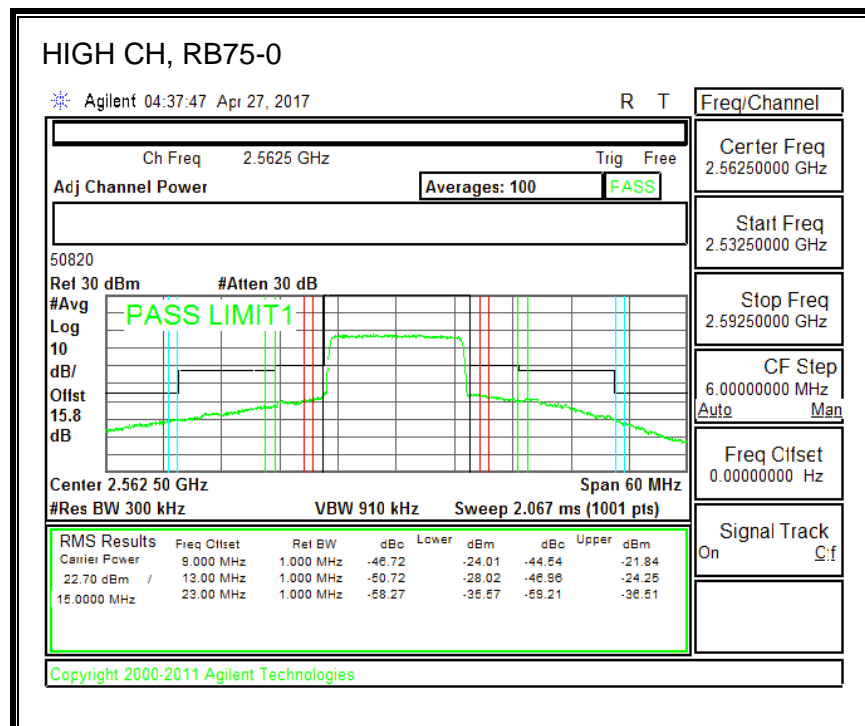 HIGH CH, RB75-0
Agilent 04:37:47 Apr 27, 2017 R T
Freq/Channel
Ch Freq 2.5625 GHz Trig Free
Adj Channel Power Averages: 100 PASS
Center Freq
2.56250000 GHz
Start Freq
2.53250000 GHz
Stop Freq
2.59250000 GHz
CF Step
6.00000000 MHz
Auto Man
Freq Offset
0.00000000 Hz
Signal Track
On Off
50820
Ref 30 dBm #Atten 30 dB
#Avg
Log
10
dB/
Offst
15.8
dB
PASS LIMIT1
Center 2.562 50 GHz Span 60 MHz
#Res BW 300 kHz VBW 910 kHz Sweep 2.067 ms (1001 pts)
RMS Results Freq Offset Ref BW dBc Lower dBm dBc Upper dBm
Carrier Power 9.000 MHz 1.000 MHz -46.72 -24.01 -44.54 -21.84
22.70 dBm / 13.00 MHz 1.000 MHz -50.72 -28.02 -46.96 -24.25
15.0000 MHz 23.00 MHz 1.000 MHz -58.27 -35.57 -59.21 -36.51
Copyright 2000-2011 Agilent Technologies